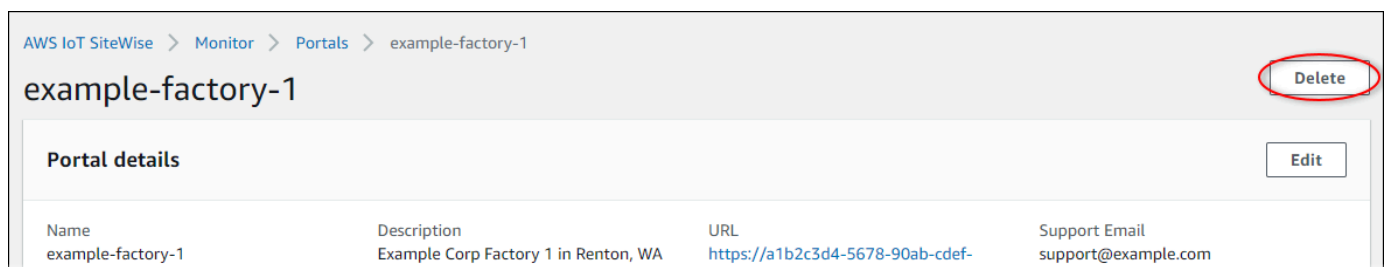 AWS IoT SiteWise > Monitor > Portals > example-factory-1
example-factory-1
Delete
Portal details
Edit
Name Description URL Support Email
example-factory-1 Example Corp Factory 1 in Renton, WA https://a1b2c3d4-5678-90ab-cdef- support@example.com